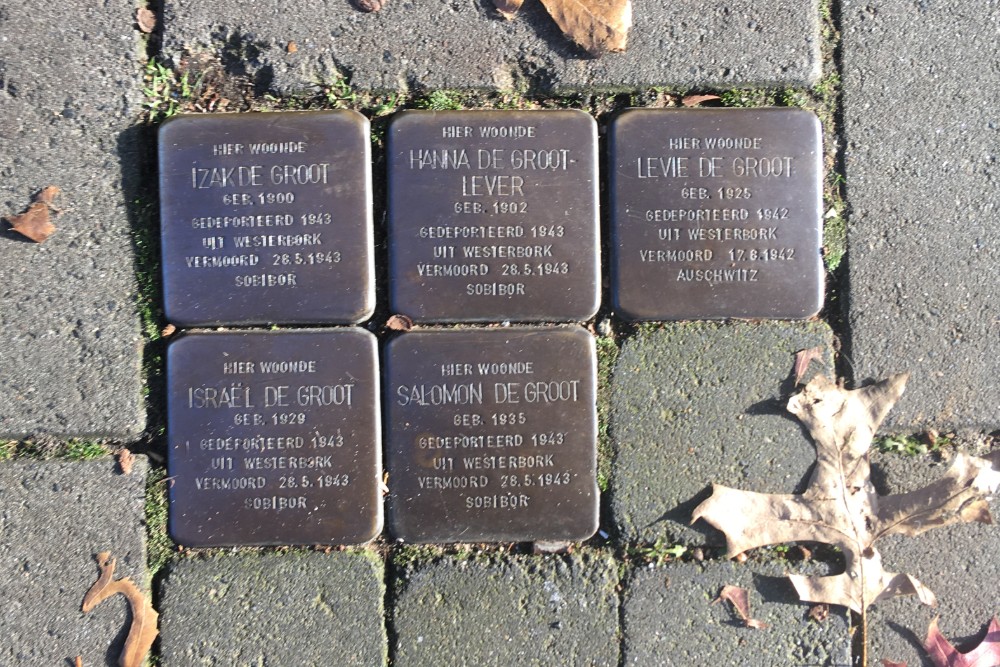 HIER WOONDE
IZAK DE GROOT
GEB. 1900
GEDEPORTEERD 1943
UIT WESTERBORK
VERMOORD 28.5.1943
SOBIBOR
HIER WOONDE
HANNA DE GROOT-
LEVER
GEB. 1902
GEDEPORTEERD 1943
UIT WESTERBORK
VERMOORD 28.5.1943
SOBIBOR
HIER WOONDE
LEVIE DE GROOT
GEB. 1925
GEDEPORTEERD 1942
UIT WESTERBORK
VERMOORD 17.8.1942
AUSCHWITZ
HIER WOONDE
ISRAËL DE GROOT
GEB. 1929
GEDEPORTEERD 1943
UIT WESTERBORK
VERMOORD 28.5.1943
SOBIBOR
HIER WOONDE
SALOMON DE GROOT
GEB. 1935
GEDEPORTEERD 1943
UIT WESTERBORK
VERMOORD 28.5.1943
SOBIBOR